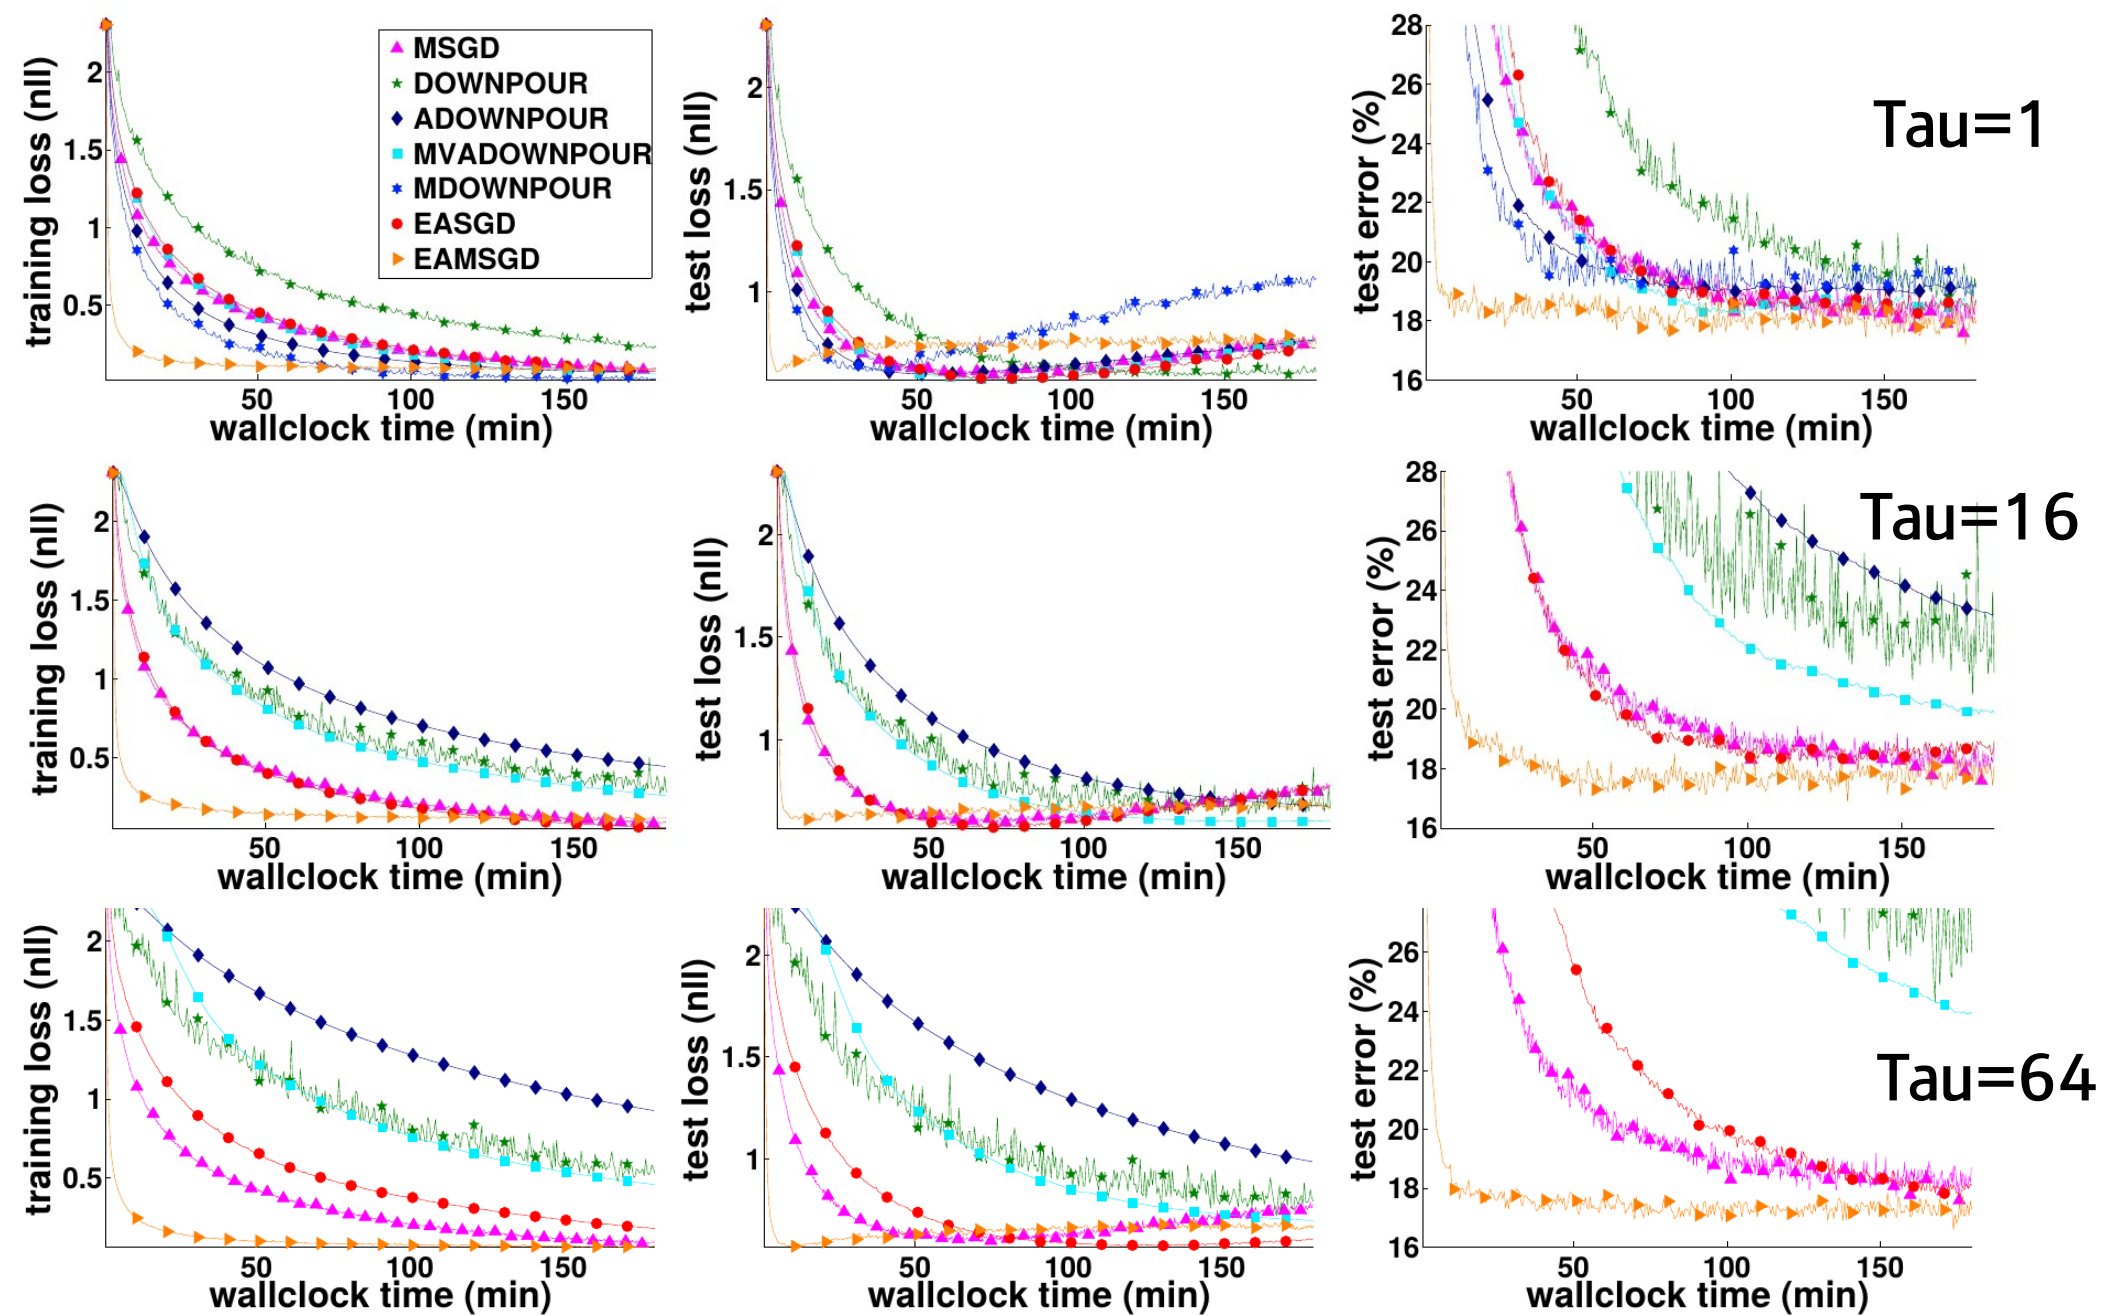 training loss (nll)
2
1.5
1
0.5
50
100
150
wallclock time (min)
MSGD
DOWNPOUR
ADOWNPOUR
MVADOWNPOUR
MDOWNPOUR
EASGD
EAMSGD
test loss (nll)
2
1.5
1
50
100
150
wallclock time (min)
test error (%)
28
26
24
22
20
18
16
50
100
150
wallclock time (min)
Tau=1
training loss (nll)
2
1.5
1
0.5
50
100
150
wallclock time (min)
test loss (nll)
2
1.5
1
50
100
150
wallclock time (min)
test error (%)
28
26
24
22
20
18
16
50
100
150
wallclock time (min)
Tau=16
training loss (nll)
2
1.5
1
0.5
50
100
150
wallclock time (min)
test loss (nll)
2
1.5
1
50
100
150
wallclock time (min)
test error (%)
26
24
22
20
18
16
50
100
150
wallclock time (min)
Tau=64